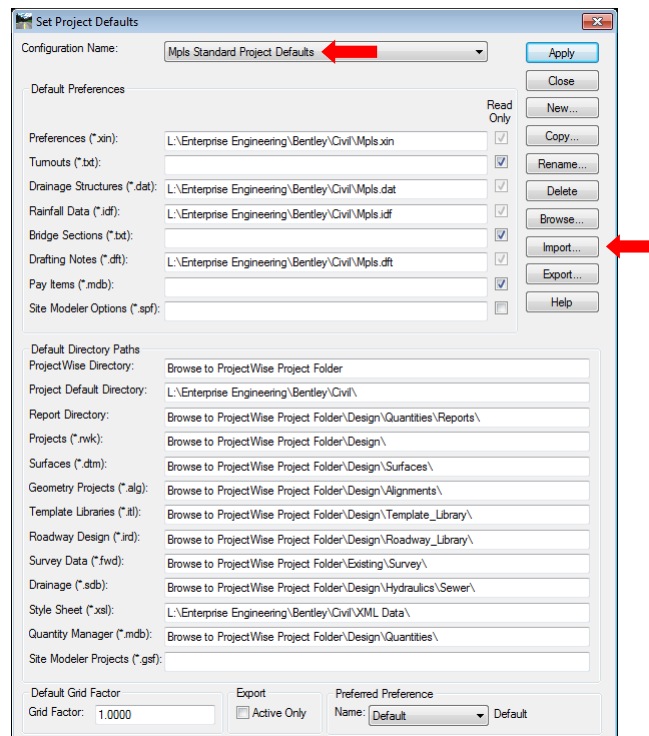 Set Project Defaults
Configuration Name: Mpls Standard Project Defaults Apply
Close
Default Preferences
Read Only New...
Preferences (*.xin): L:\Enterprise Engineering\Bentley\Civil\Mpls.xin Copy...
Turnouts (*.txt): Rename...
Drainage Structures (*.dat): L:\Enterprise Engineering\Bentley\Civil\Mpls.dat Delete
Rainfall Data (*.idf): L:\Enterprise Engineering\Bentley\Civil\Mpls.idf Browse...
Bridge Sections (*.txt): Import...
Drafting Notes (*.dft): L:\Enterprise Engineering\Bentley\Civil\Mpls.dft Export...
Pay Items (*.mdb):
Site Modeler Options (*.spf): Help
Default Directory Paths
ProjectWise Directory: Browse to ProjectWise Project Folder
Project Default Directory: L:\Enterprise Engineering\Bentley\Civil\
Report Directory: Browse to ProjectWise Project Folder\Design\Quantities\Reports\
Projects (*.rwk): Browse to ProjectWise Project Folder\Design\
Surfaces (*.dtm): Browse to ProjectWise Project Folder\Design\Surfaces\
Geometry Projects (*.alg): Browse to ProjectWise Project Folder\Design\Alignments\
Template Libraries (*.itl): Browse to ProjectWise Project Folder\Design\Template_Library\
Roadway Design (*.ird): Browse to ProjectWise Project Folder\Design\Roadway_Library\
Survey Data (*.fwd): Browse to ProjectWise Project Folder\Existing\Survey\
Drainage (*.sdb): Browse to ProjectWise Project Folder\Design\Hydraulics\Sewer\
Style Sheet (*.xsl): L:\Enterprise Engineering\Bentley\Civil\XML Data\
Quantity Manager (*.mdb): Browse to ProjectWise Project Folder\Design\Quantities\
Site Modeler Projects (*.gsf):
Default Grid Factor Export Preferred Preference
Grid Factor: 1.0000 Active Only Name: Default Default